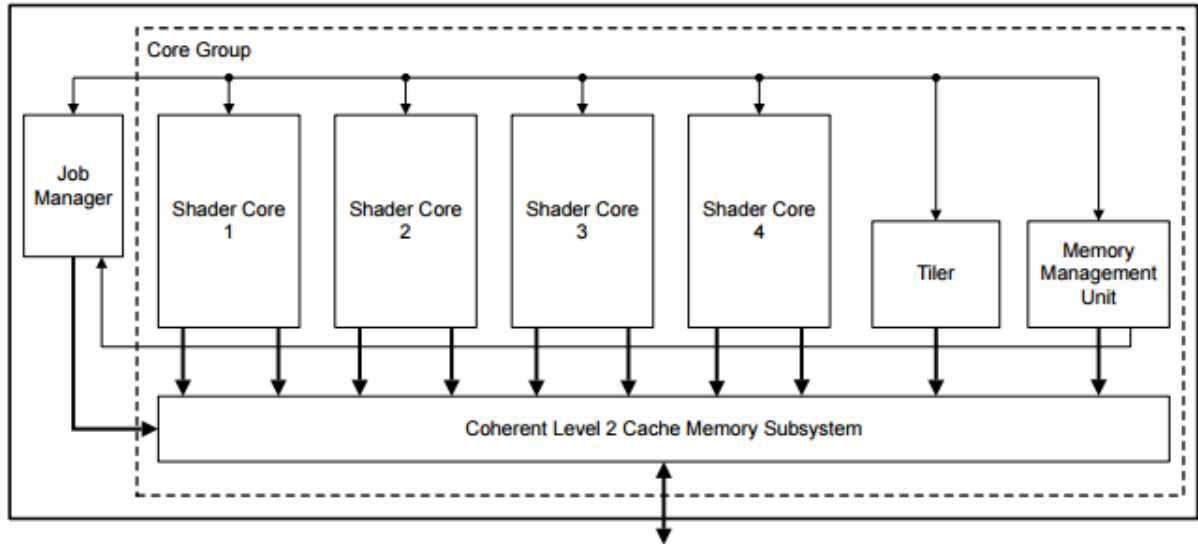 Core Group
Job
Manager
Shader Core
1
Shader Core
2
Shader Core
3
Shader Core
4
Tiler
Memory
Management
Unit
Coherent Level 2 Cache Memory Subsystem